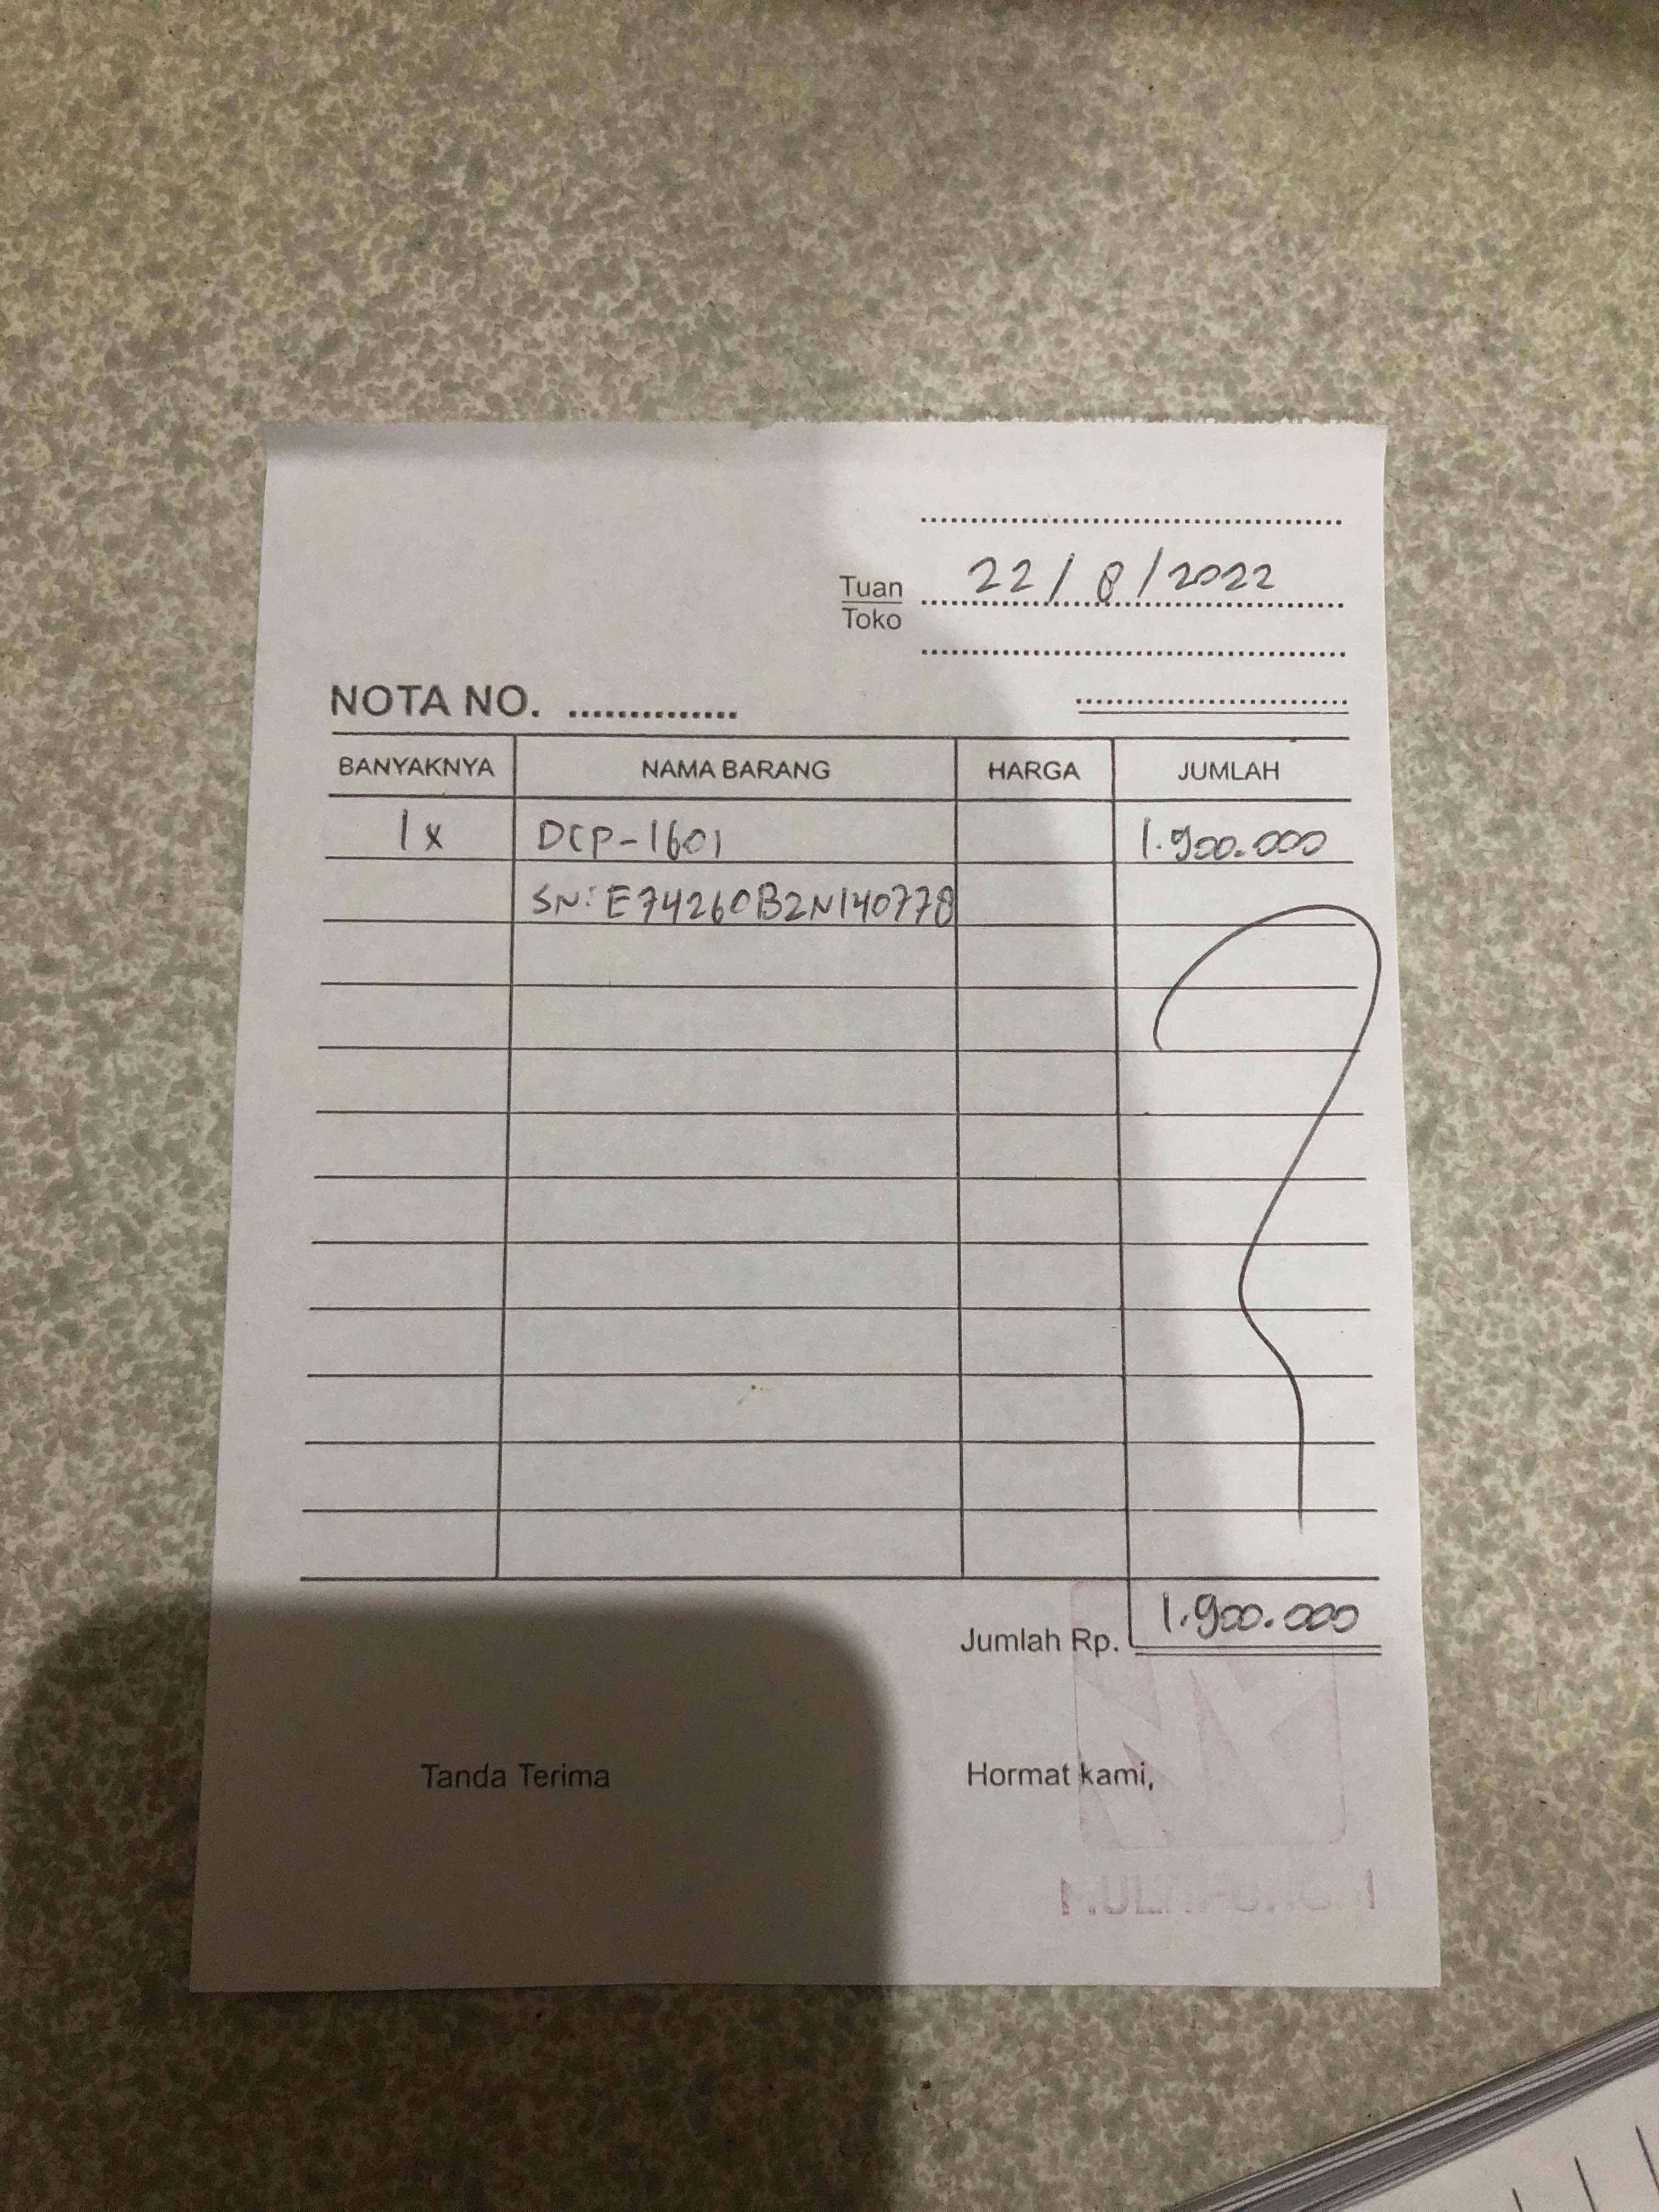 22/8/2022
Tuan
Toko
NOTA NO. ..............
BANYAKNYA NAMA BARANG HARGA JUMLAH
1x DCP-1601 1.900.000
SN: E74260B2N140778
Jumlah Rp. 1.900.000
Tanda Terima Hormat kami,